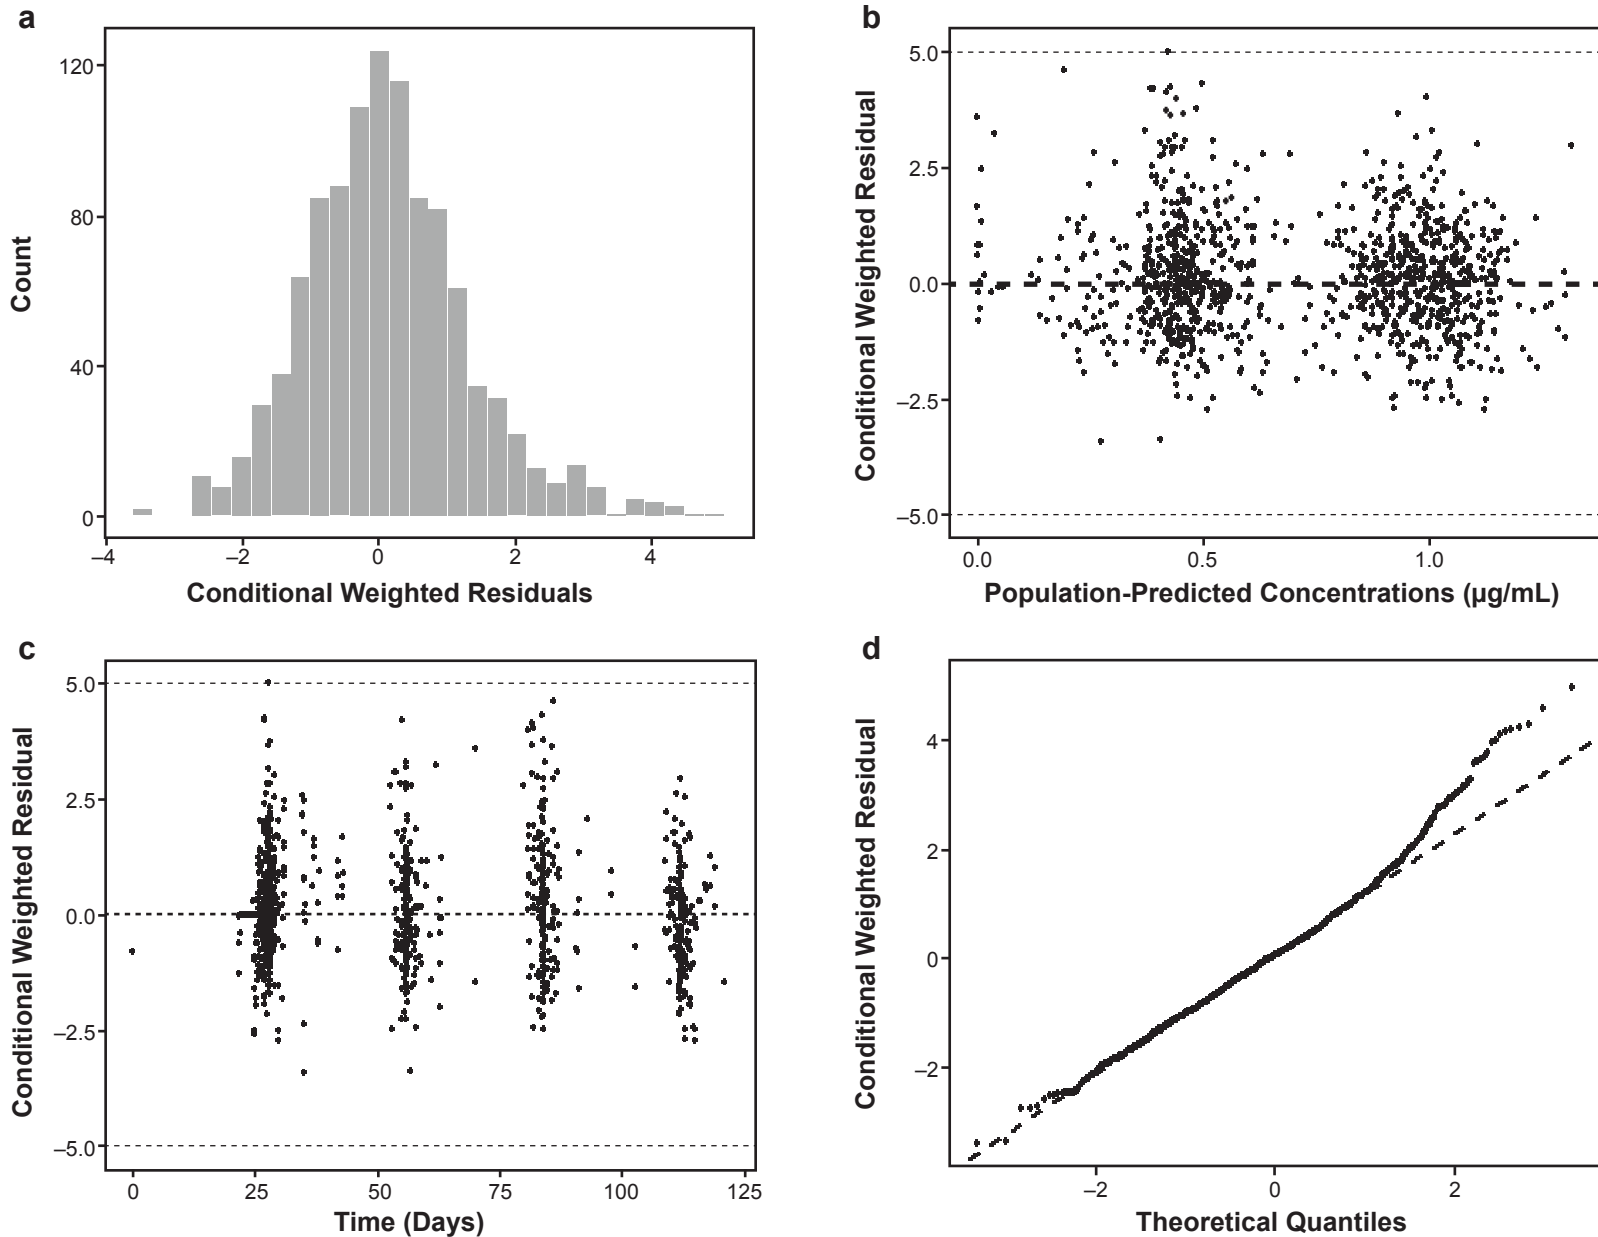 a
120
80
40
0
Count
–4
–2
0
2
4
Conditional Weighted Residuals
b
5.0
2.5
0.0
–2.5
–5.0
Conditional Weighted Residual
0.0
0.5
1.0
Population-Predicted Concentrations (µg/mL)
c
5.0
2.5
0.0
–2.5
–5.0
Conditional Weighted Residual
0
25
50
75
100
125
Time (Days)
d
4
2
0
–2
Conditional Weighted Residual
–2
0
2
Theoretical Quantiles